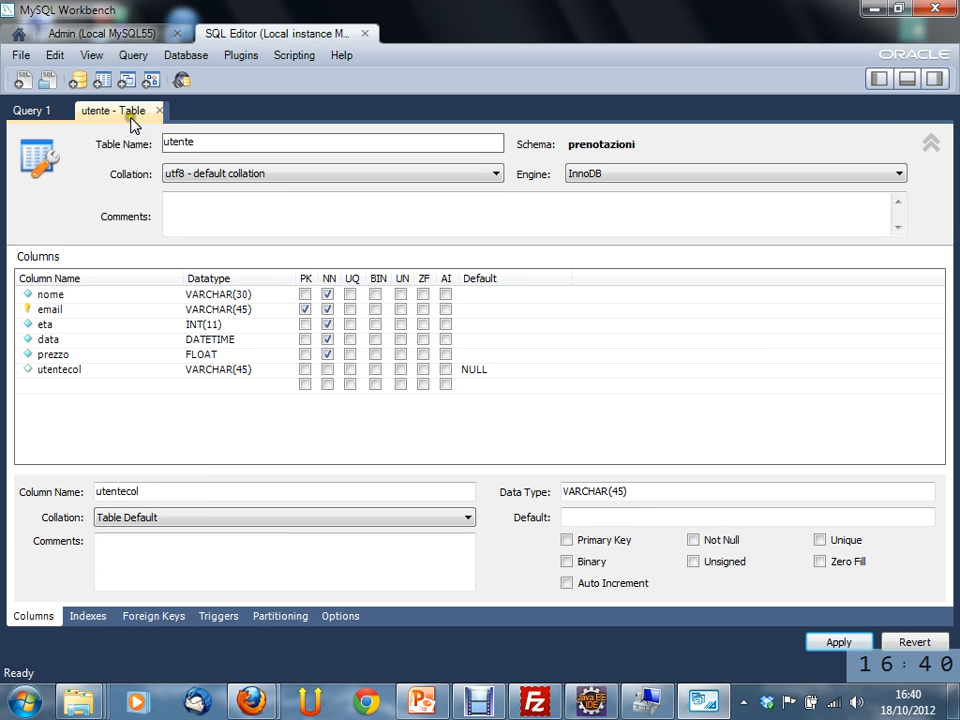 MySQL Workbench
Admin (Local MySQL55)
SQL Editor (Local instance M...
File Edit View Query Database Plugins Scripting Help
ORACLE
SQL SQL
Query 1 utente - Table
Table Name: utente Schema: prenotazioni
Collation: utf8 - default collation Engine: InnoDB
Comments:
Columns
Column Name Datatype PK NN UQ BIN UN ZF AI Default
nome VARCHAR(30)
email VARCHAR(45)
eta INT(11)
data DATETIME
prezzo FLOAT
utentecol VARCHAR(45) NULL
Column Name: utentecol Data Type: VARCHAR(45)
Collation: Table Default Default:
Comments: Primary Key Not Null Unique
Binary Unsigned Zero Fill
Auto Increment
Columns Indexes Foreign Keys Triggers Partitioning Options
Apply Revert
16:40
Ready
Java EE
IDE
16:40
18/10/2012